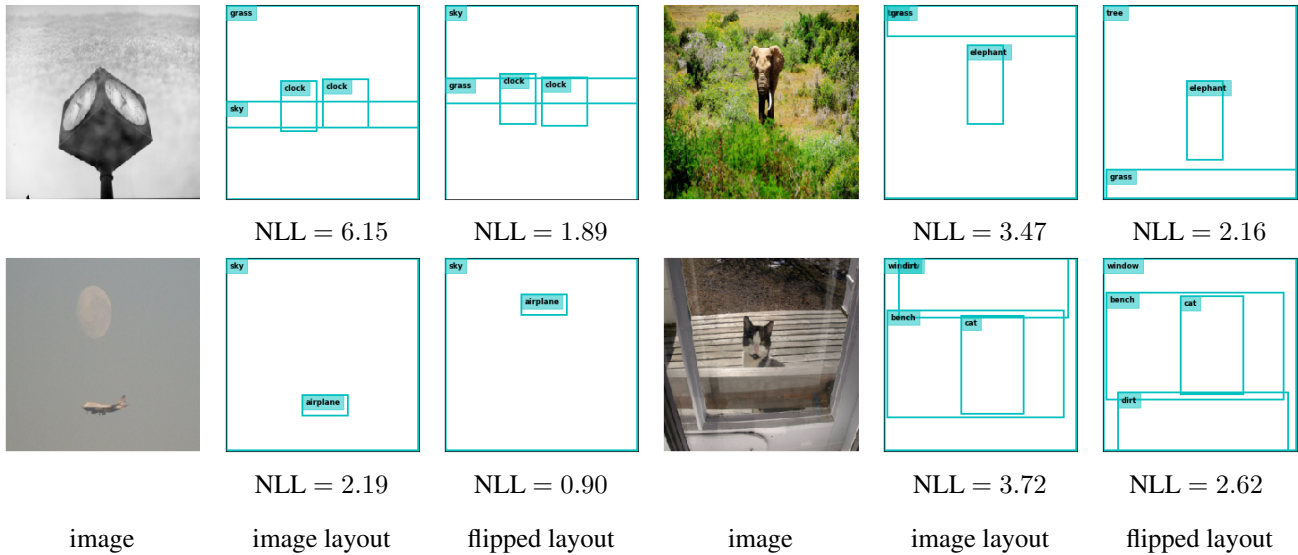 grass
clock
clock
sky
sky
clock
clock
grass
grass
elephant
tree
elephant
grass
NLL = 6.15
NLL = 1.89
NLL = 3.47
NLL = 2.16
sky
airplane
sky
airplane
dirt
bench
cat
window
bench
cat
dirt
NLL = 2.19
NLL = 0.90
NLL = 3.72
NLL = 2.62
image
image layout
flipped layout
image
image layout
flipped layout